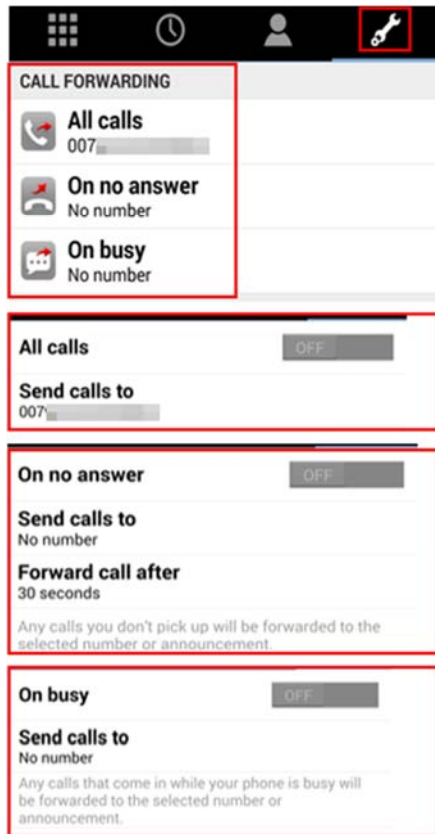 CALL FORWARDING
All calls
007
On no answer
No number
On busy
No number
All calls
OFF
Send calls to
007
On no answer
OFF
Send calls to
No number
Forward call after
30 seconds
Any calls you don't pick up will be forwarded to the
selected number or announcement.
On busy
OFF
Send calls to
No number
Any calls that come in while your phone is busy will
be forwarded to the selected number or
announcement.